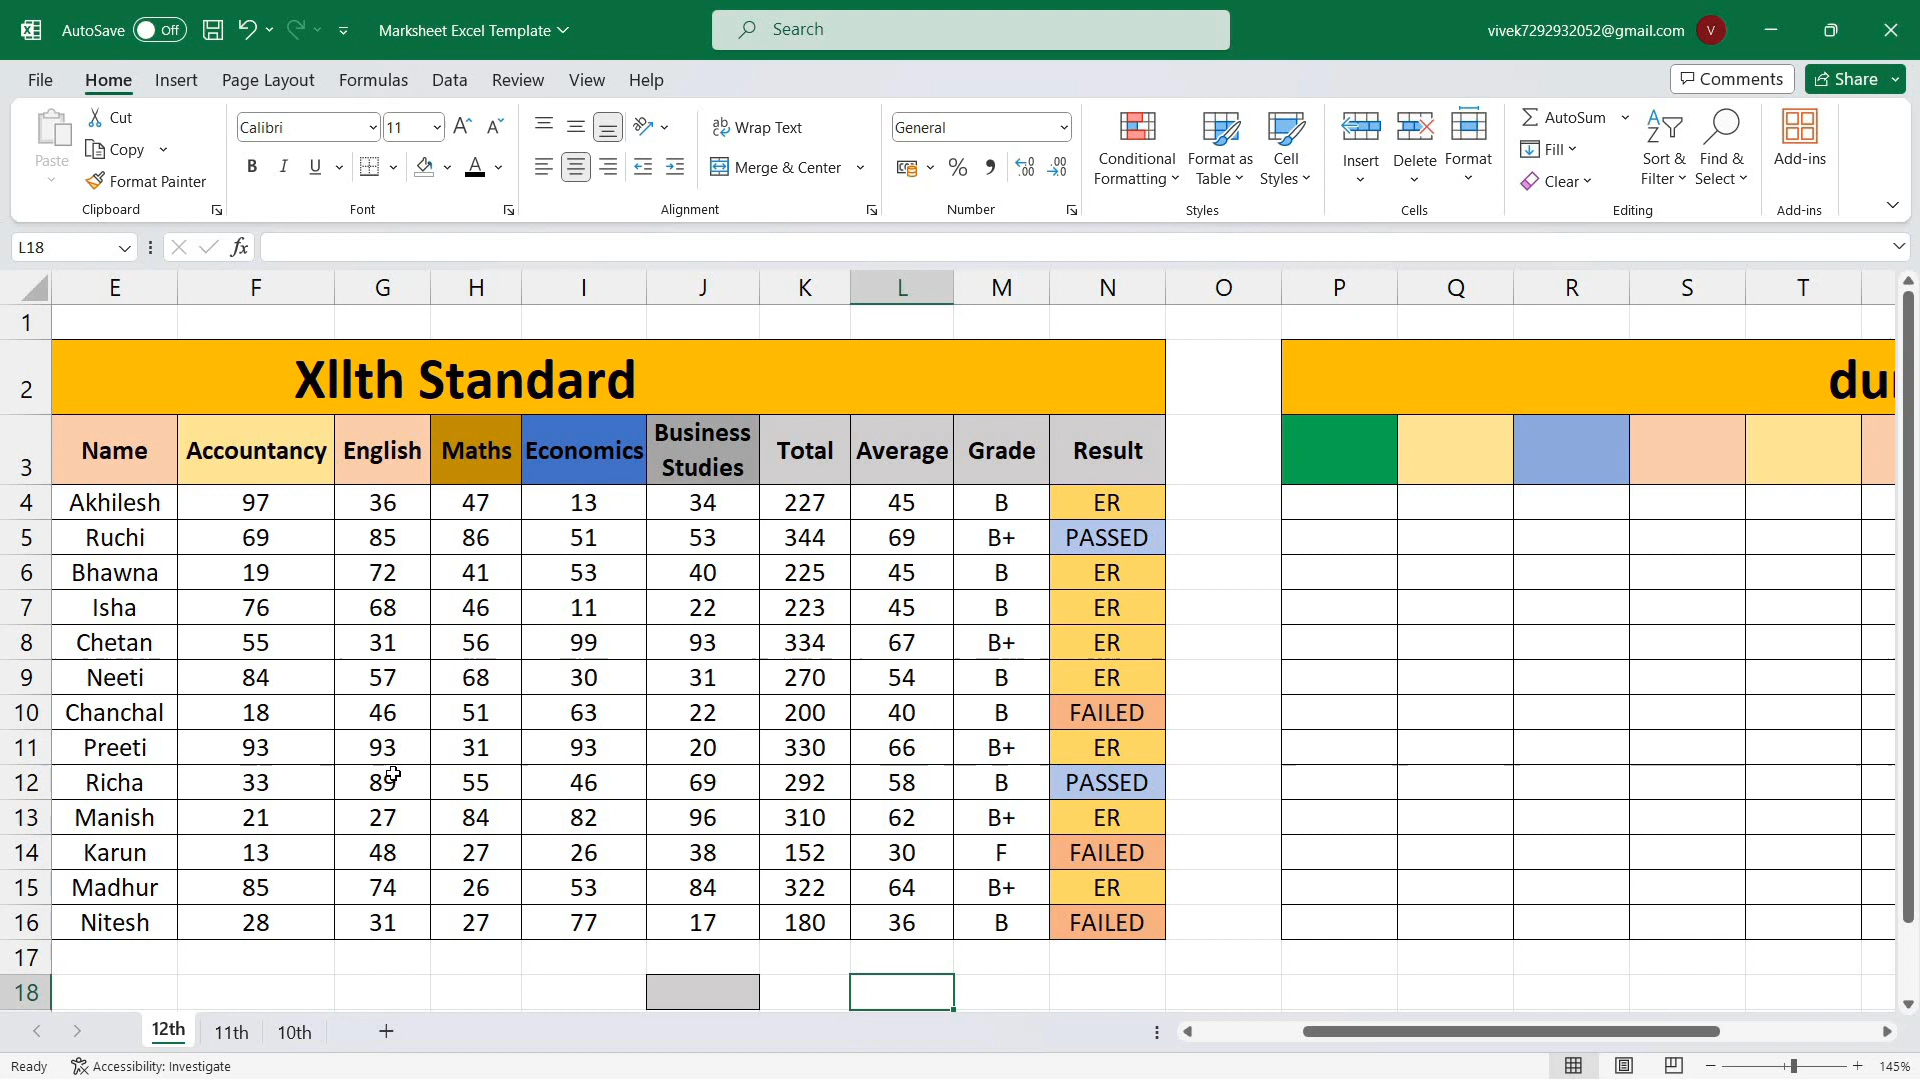 AutoSave Off Marksheet Excel Template Search vivek7292932052@gmail.com V
File Home Insert Page Layout Formulas Data Review View Help Comments Share
Paste Cut Copy Format Painter Clipboard
Calibri 11 B I U A Font
ab Wrap Text Merge & Center Alignment
General % , .00 Number
Conditional Formatting Format as Table Cell Styles Styles
Insert Delete Format Cells
AutoSum Fill Clear Sort & Filter Find & Select Editing
Add-ins Add-ins
L18 fx
E F G H I J K L M N O P Q R S T
1
2 Xllth Standard
3 Name Accountancy English Maths Economics Business Studies Total Average Grade Result
4 Akhilesh 97 36 47 13 34 227 45 B ER
5 Ruchi 69 85 86 51 53 344 69 B+ PASSED
6 Bhawna 19 72 41 53 40 225 45 B ER
7 Isha 76 68 46 11 22 223 45 B ER
8 Chetan 55 31 56 99 93 334 67 B+ ER
9 Neeti 84 57 68 30 31 270 54 B ER
10 Chanchal 18 46 51 63 22 200 40 B FAILED
11 Preeti 93 93 31 93 20 330 66 B+ ER
12 Richa 33 89 55 46 69 292 58 B PASSED
13 Manish 21 27 84 82 96 310 62 B+ ER
14 Karun 13 48 27 26 38 152 30 F FAILED
15 Madhur 85 74 26 53 84 322 64 B+ ER
16 Nitesh 28 31 27 77 17 180 36 B FAILED
17
18
12th 11th 10th
Ready Accessibility: Investigate 145%